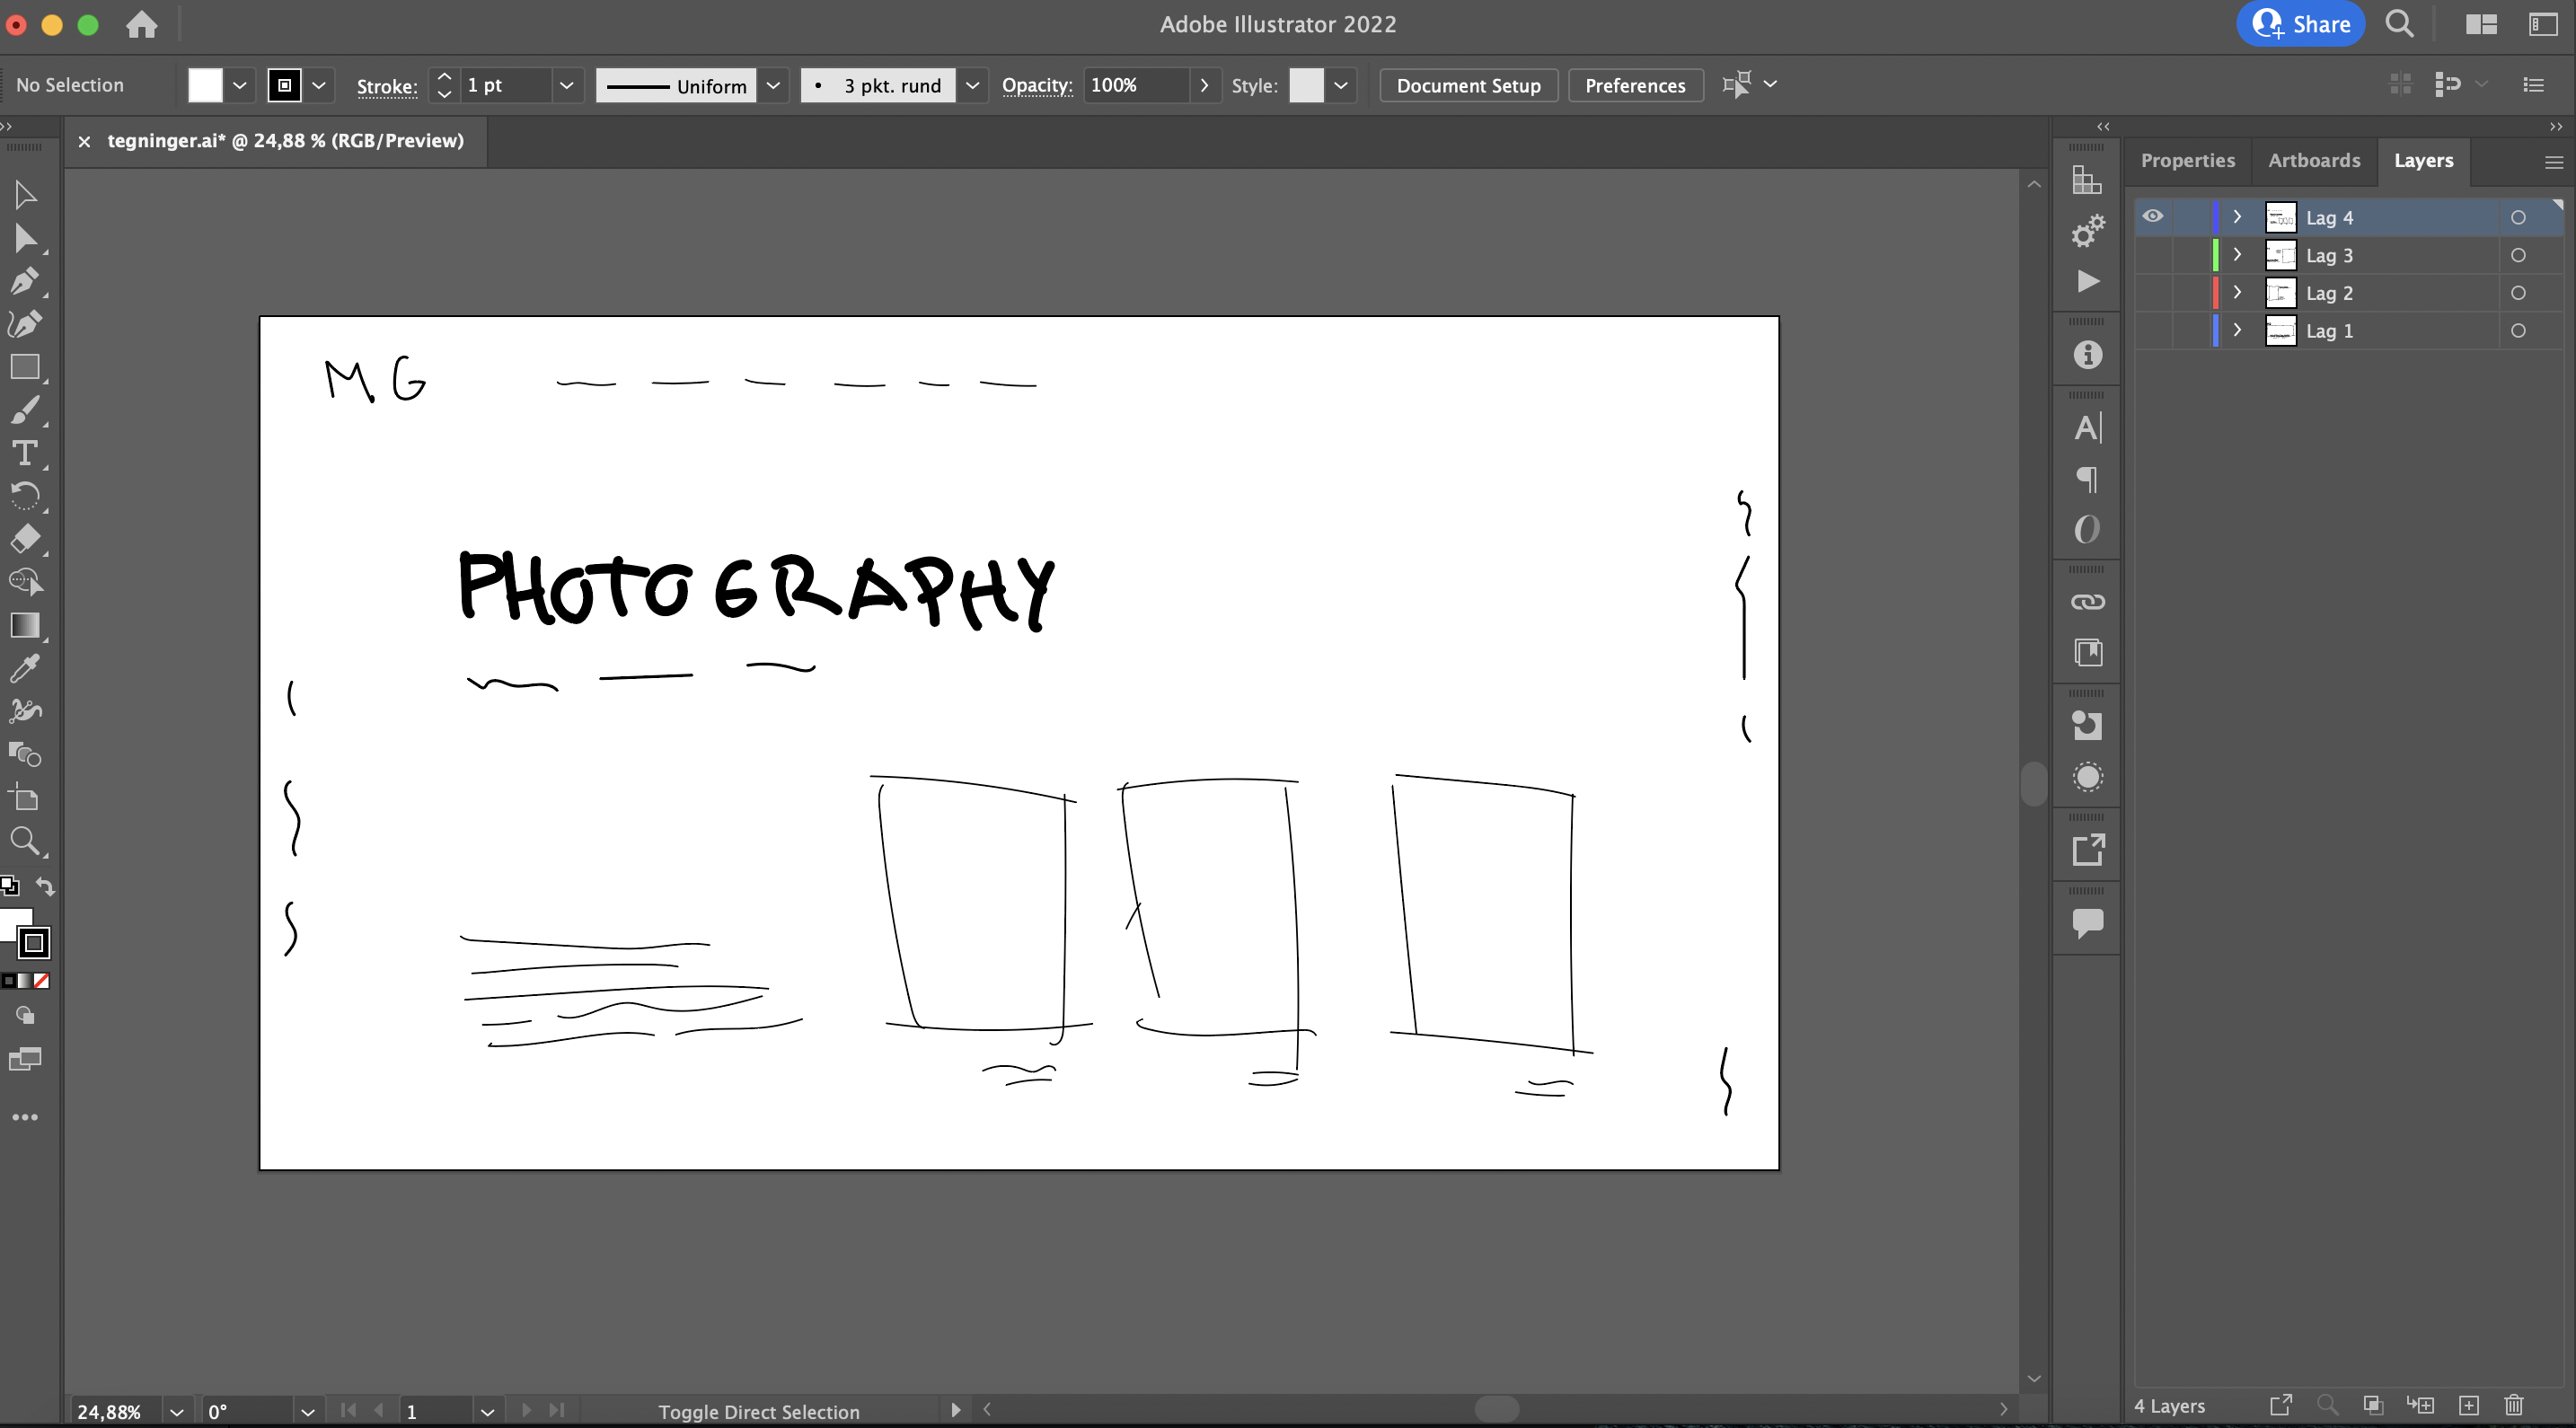 Adobe Illustrator 2022
Share
No Selection
Stroke:
1 pt
Uniform
3 pkt. rund
Opacity:
100%
Style:
Document Setup
Preferences
tegninger.ai* @ 24,88 % (RGB/Preview)
Properties
Artboards
Layers
Lag 4
Lag 3
Lag 2
Lag 1
M.G
PHOTOGRAPHY
24,88%
0°
1
Toggle Direct Selection
4 Layers